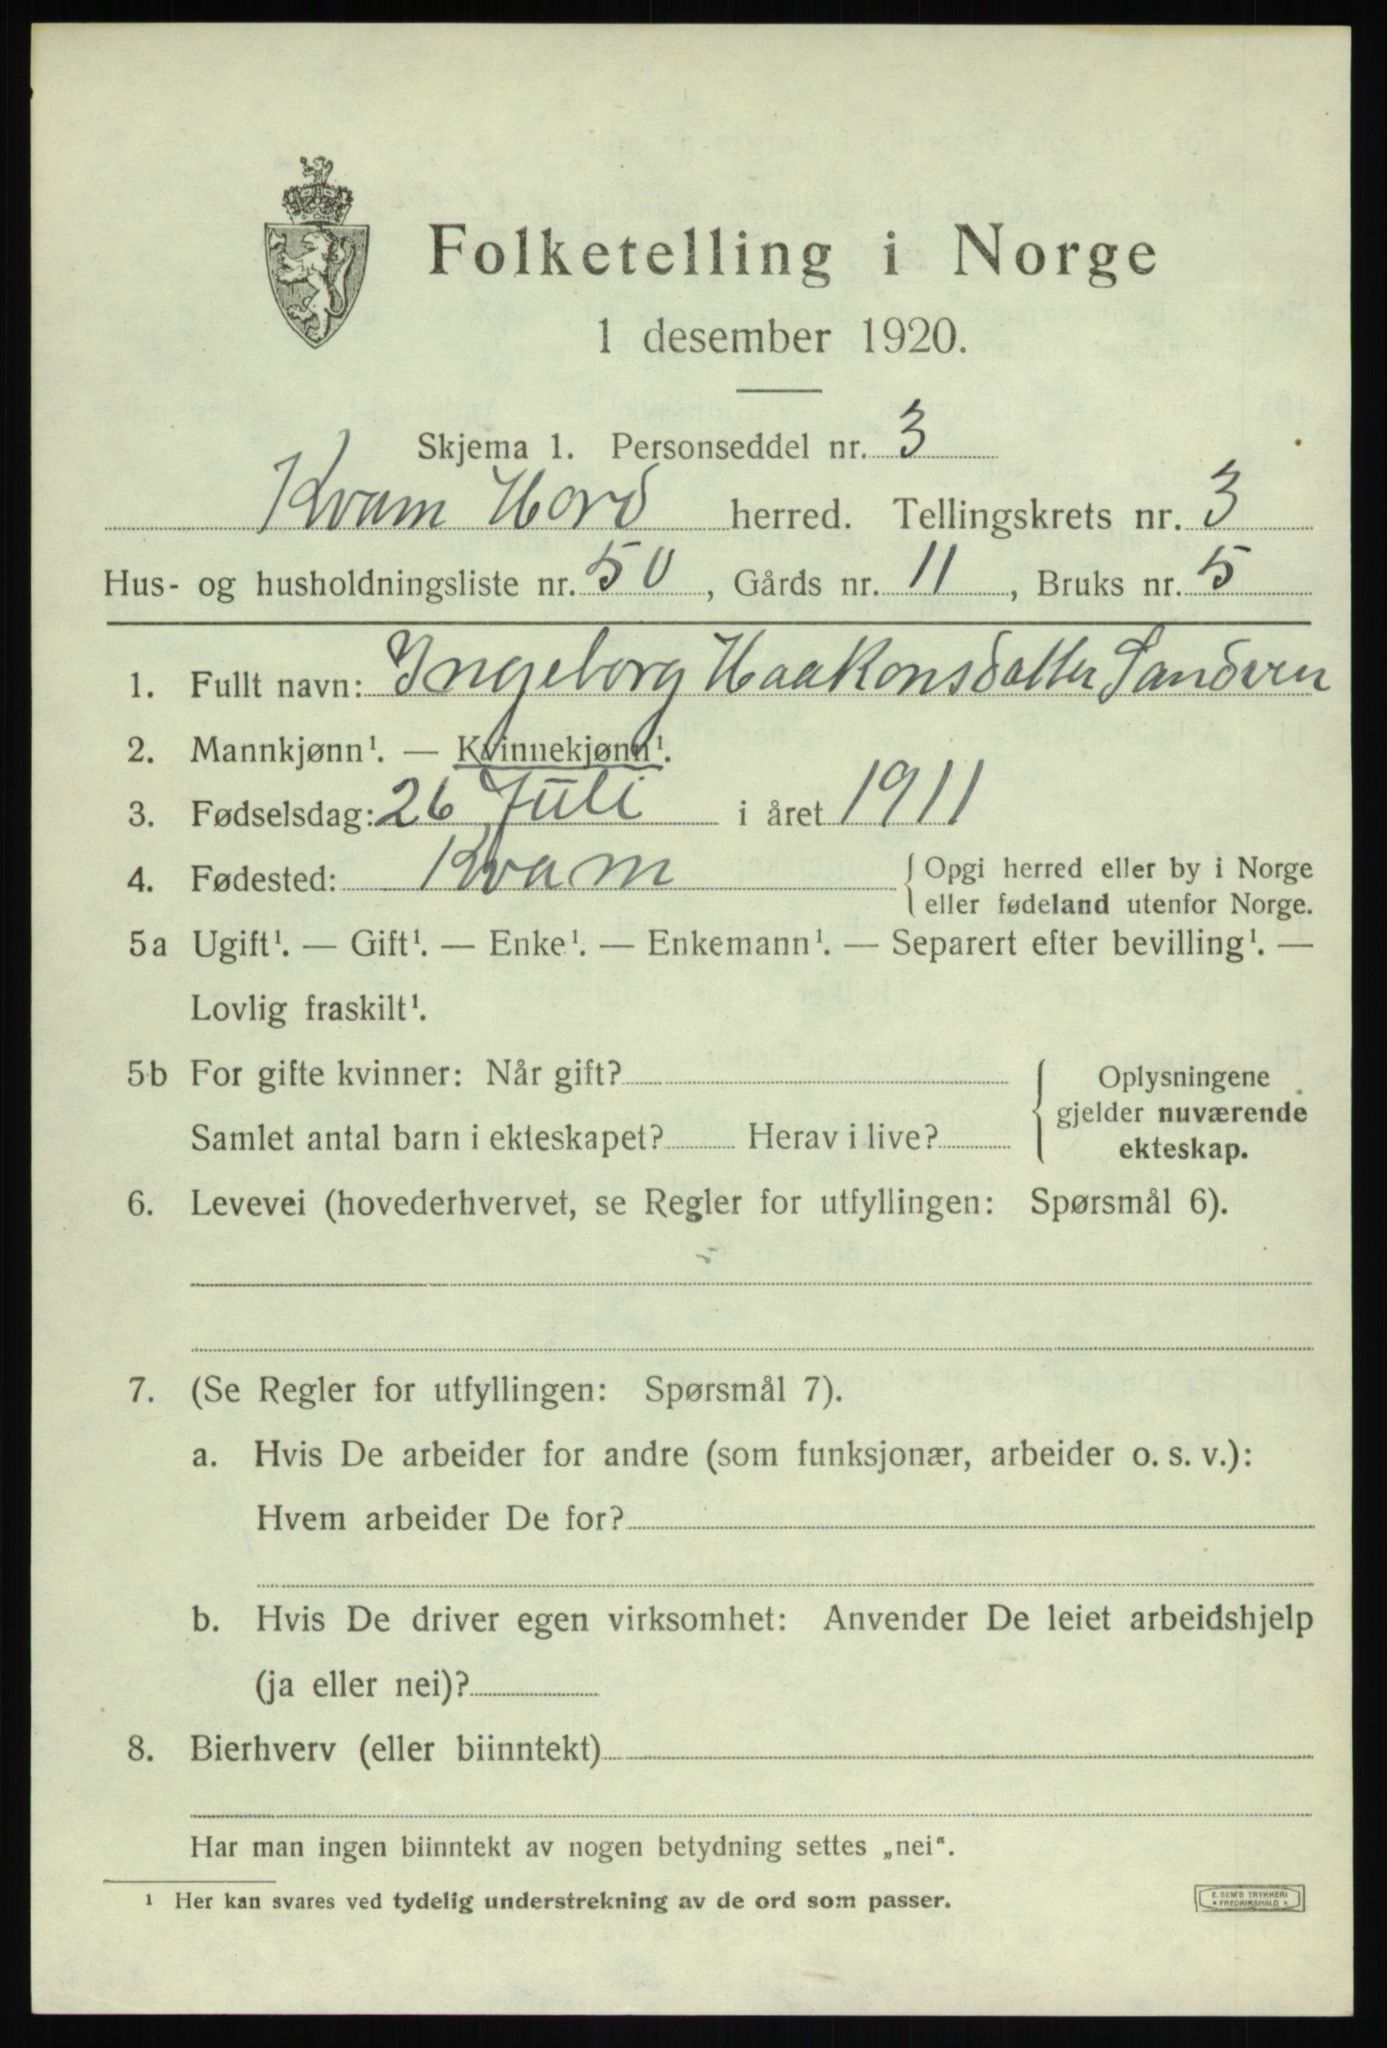 Folketelling i Norge
1 desember 1920.
Skjema 1. Personseddel nr. 3
Kvam Hord herred. Tellingskrets nr. 3
Hus- og husholdningsliste nr. 50, Gårds nr. 11, Bruks nr. 5
1. Fullt navn: Ingeborg Haakonsdatter Sandven
2. Mannkjønn¹. — Kvinnekjønn¹.
3. Fødselsdag: 26 Juli i året 1911
4. Fødested: Kvam { Opgi herred eller by i Norge
eller fødeland utenfor Norge.
5a Ugift¹. — Gift¹. — Enke¹. — Enkemann¹. — Separert efter bevilling¹. —
Lovlig fraskilt¹.
5b For gifte kvinner: Når gift?
Samlet antal barn i ekteskapet? Herav i live?
Oplysningene
gjelder nuværende
ekteskap.
6. Levevei (hovederhvervet, se Regler for utfyllingen: Spørsmål 6).
7. (Se Regler for utfyllingen: Spørsmål 7).
a. Hvis De arbeider for andre (som funksjonær, arbeider o. s. v.):
Hvem arbeider De for?
b. Hvis De driver egen virksomhet: Anvender De leiet arbeidshjelp
(ja eller nei)?
8. Bierhverv (eller biinntekt)
Har man ingen biinntekt av nogen betydning settes „nei“.
¹ Her kan svares ved tydelig understrekning av de ord som passer.
E. SEM'S TRYKKERI
FREDRIKSHALD